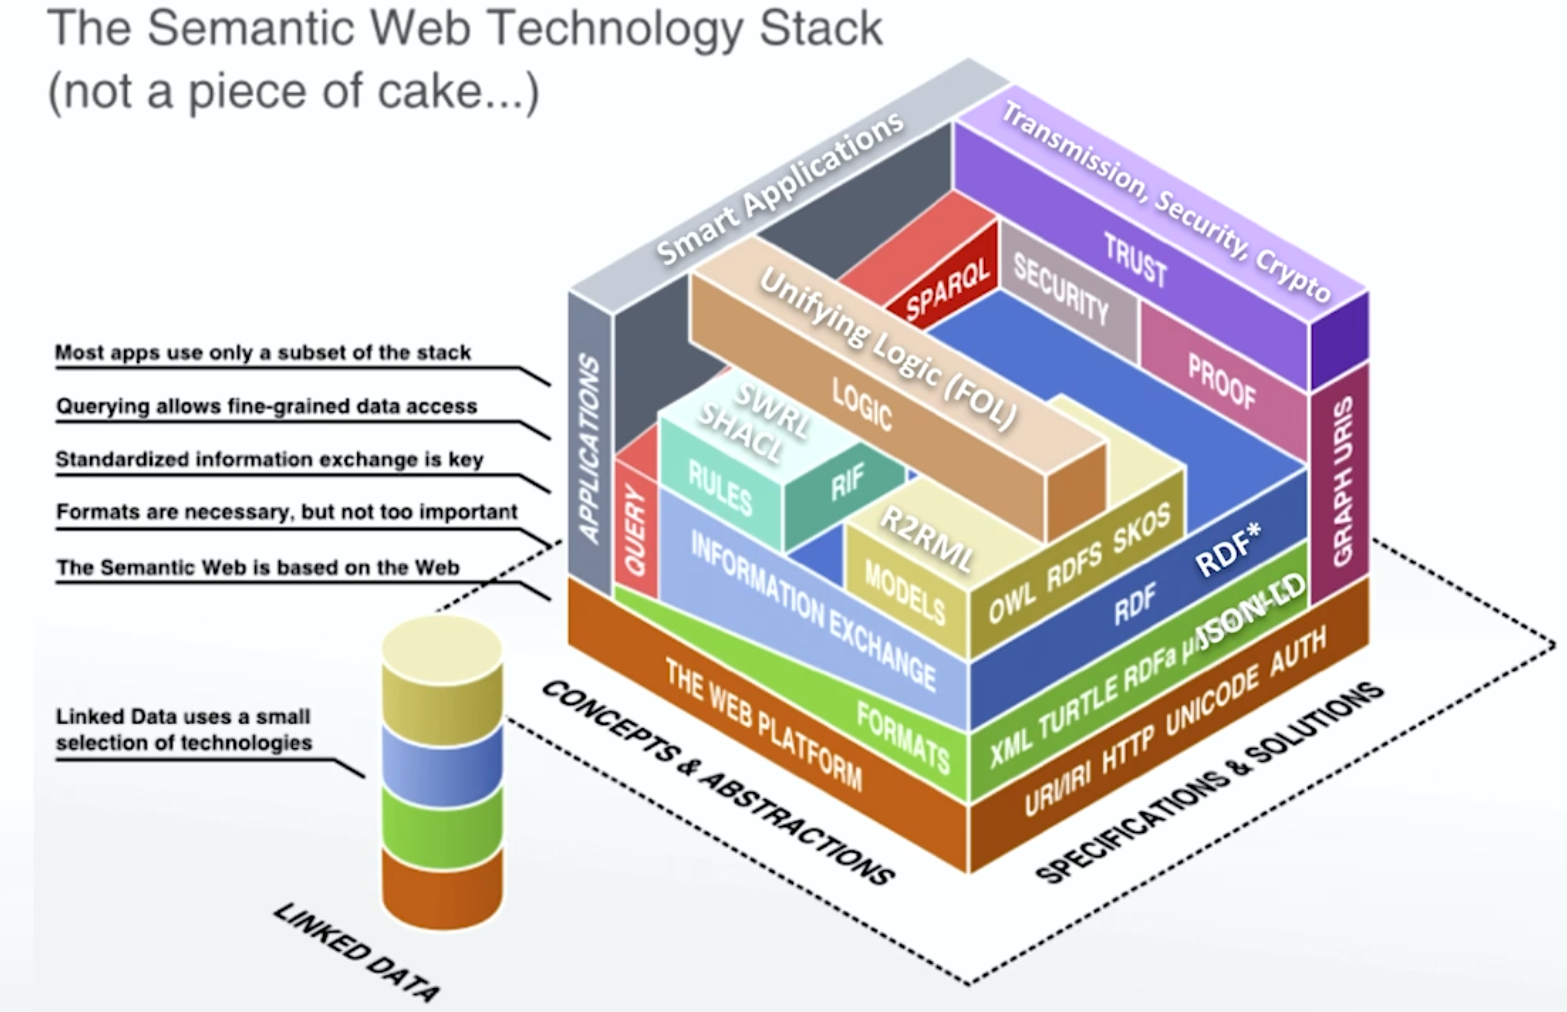 The Semantic Web Technology Stack
(not a piece of cake...)
Smart Applications
Transmission, Security, Crypto
TRUST
SPARQL
SECURITY
PROOF
Unifying Logic (FOL)
LOGIC
APPLICATIONS
GRAPH URIS
Most apps use only a subset of the stack
Querying allows fine-grained data access
Standardized information exchange is key
Formats are necessary, but not too important
The Semantic Web is based on the Web
SWRL
SHACL
RULES
RIF
QUERY
R2RML
MODELS
OWL RDFS SKOS
INFORMATION EXCHANGE
RDF
RDF*
FORMATS
XML TURTLE RDFa
JSON-LD
THE WEB PLATFORM
URI/IRI HTTP UNICODE AUTH
CONCEPTS & ABSTRACTIONS
SPECIFICATIONS & SOLUTIONS
Linked Data uses a small
selection of technologies
LINKED DATA